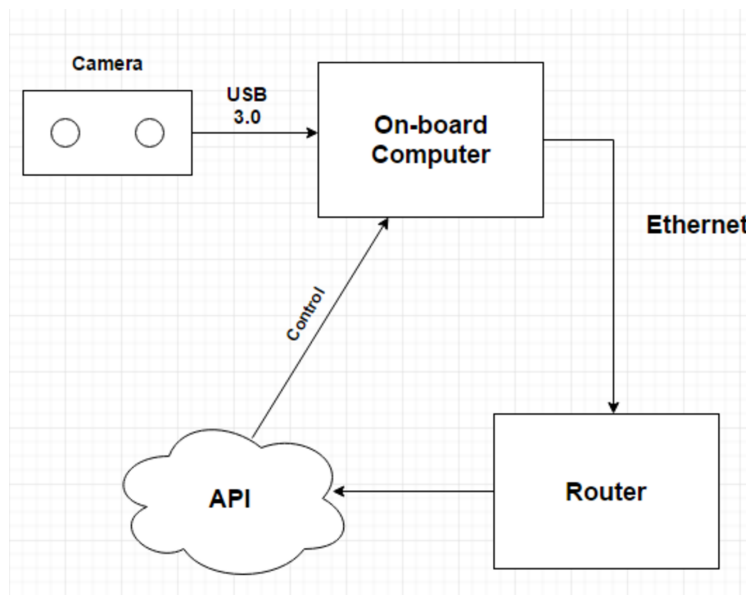 Camera
USB
3.0
On-board
Computer
Ethernet
Control
API
Router